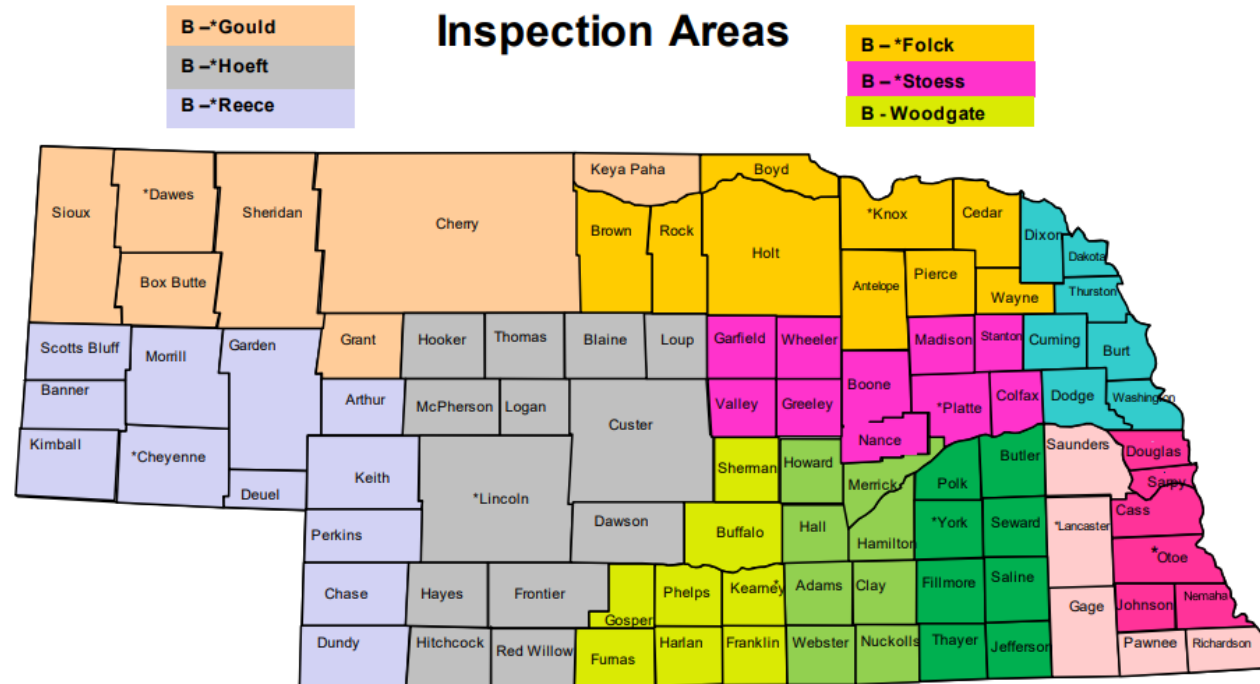 Inspection Areas
B –*Gould
B –*Hoeft
B –*Reece
B – *Folck
B – *Stoess
B - Woodgate
Keya Paha
Boyd
Sioux
*Dawes
Sheridan
Cherry
Brown
Rock
Holt
*Knox
Cedar
Dixon
Dakota
Box Butte
Antelope
Pierce
Wayne
Thurston
Scotts Bluff
Morrill
Garden
Grant
Hooker
Thomas
Blaine
Loup
Garfield
Wheeler
Madison
Stanton
Cuming
Burt
Banner
Arthur
McPherson
Logan
Custer
Valley
Greeley
Boone
*Platte
Colfax
Dodge
Washington
Kimball
*Cheyenne
Deuel
Keith
*Lincoln
Sherman
Howard
Nance
Merrick
Polk
Butler
Saunders
Douglas
Sarpy
Perkins
Dawson
Buffalo
Hall
Hamilton
*York
Seward
*Lancaster
Cass
*Otoe
Chase
Hayes
Frontier
Gosper
Phelps
Kearney*
Adams
Clay
Fillmore
Saline
Gage
Johnson
Nemaha
Dundy
Hitchcock
Red Willow
Furnas
Harlan
Franklin
Webster
Nuckolls
Thayer
Jefferson
Pawnee
Richardson